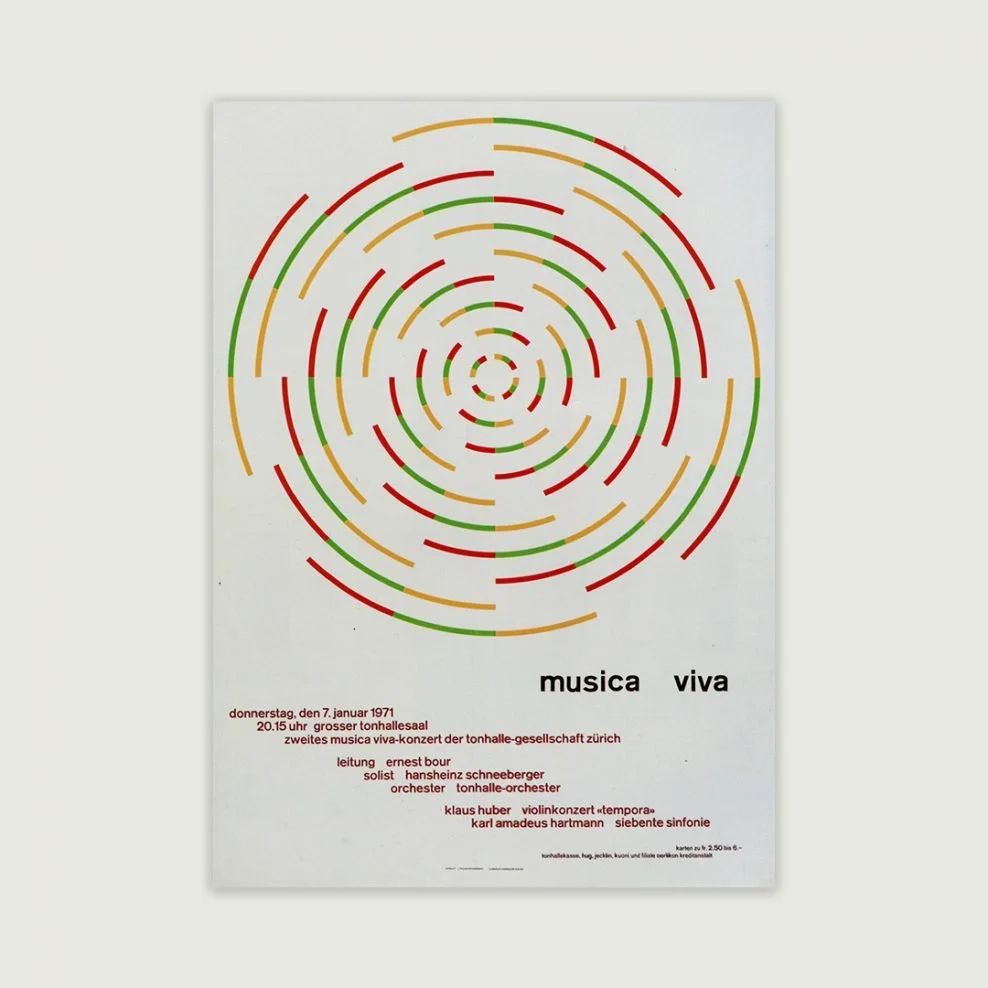 musica viva
donnerstag, den 7. januar 1971
20.15 uhr grosser tonhallesaal
zweites musica viva-konzert der tonhalle-gesellschaft zürich
leitung ernest bour
solist hansheinz schneeberger
orchester tonhalle-orchester
klaus huber violinkonzert «tempora»
karl amadeus hartmann siebente sinfonie
karten zu fr. 2.50 bis 6.–
tonhallekasse, hug, jecklin, kuoni und filiale oerlikon kreditanstalt